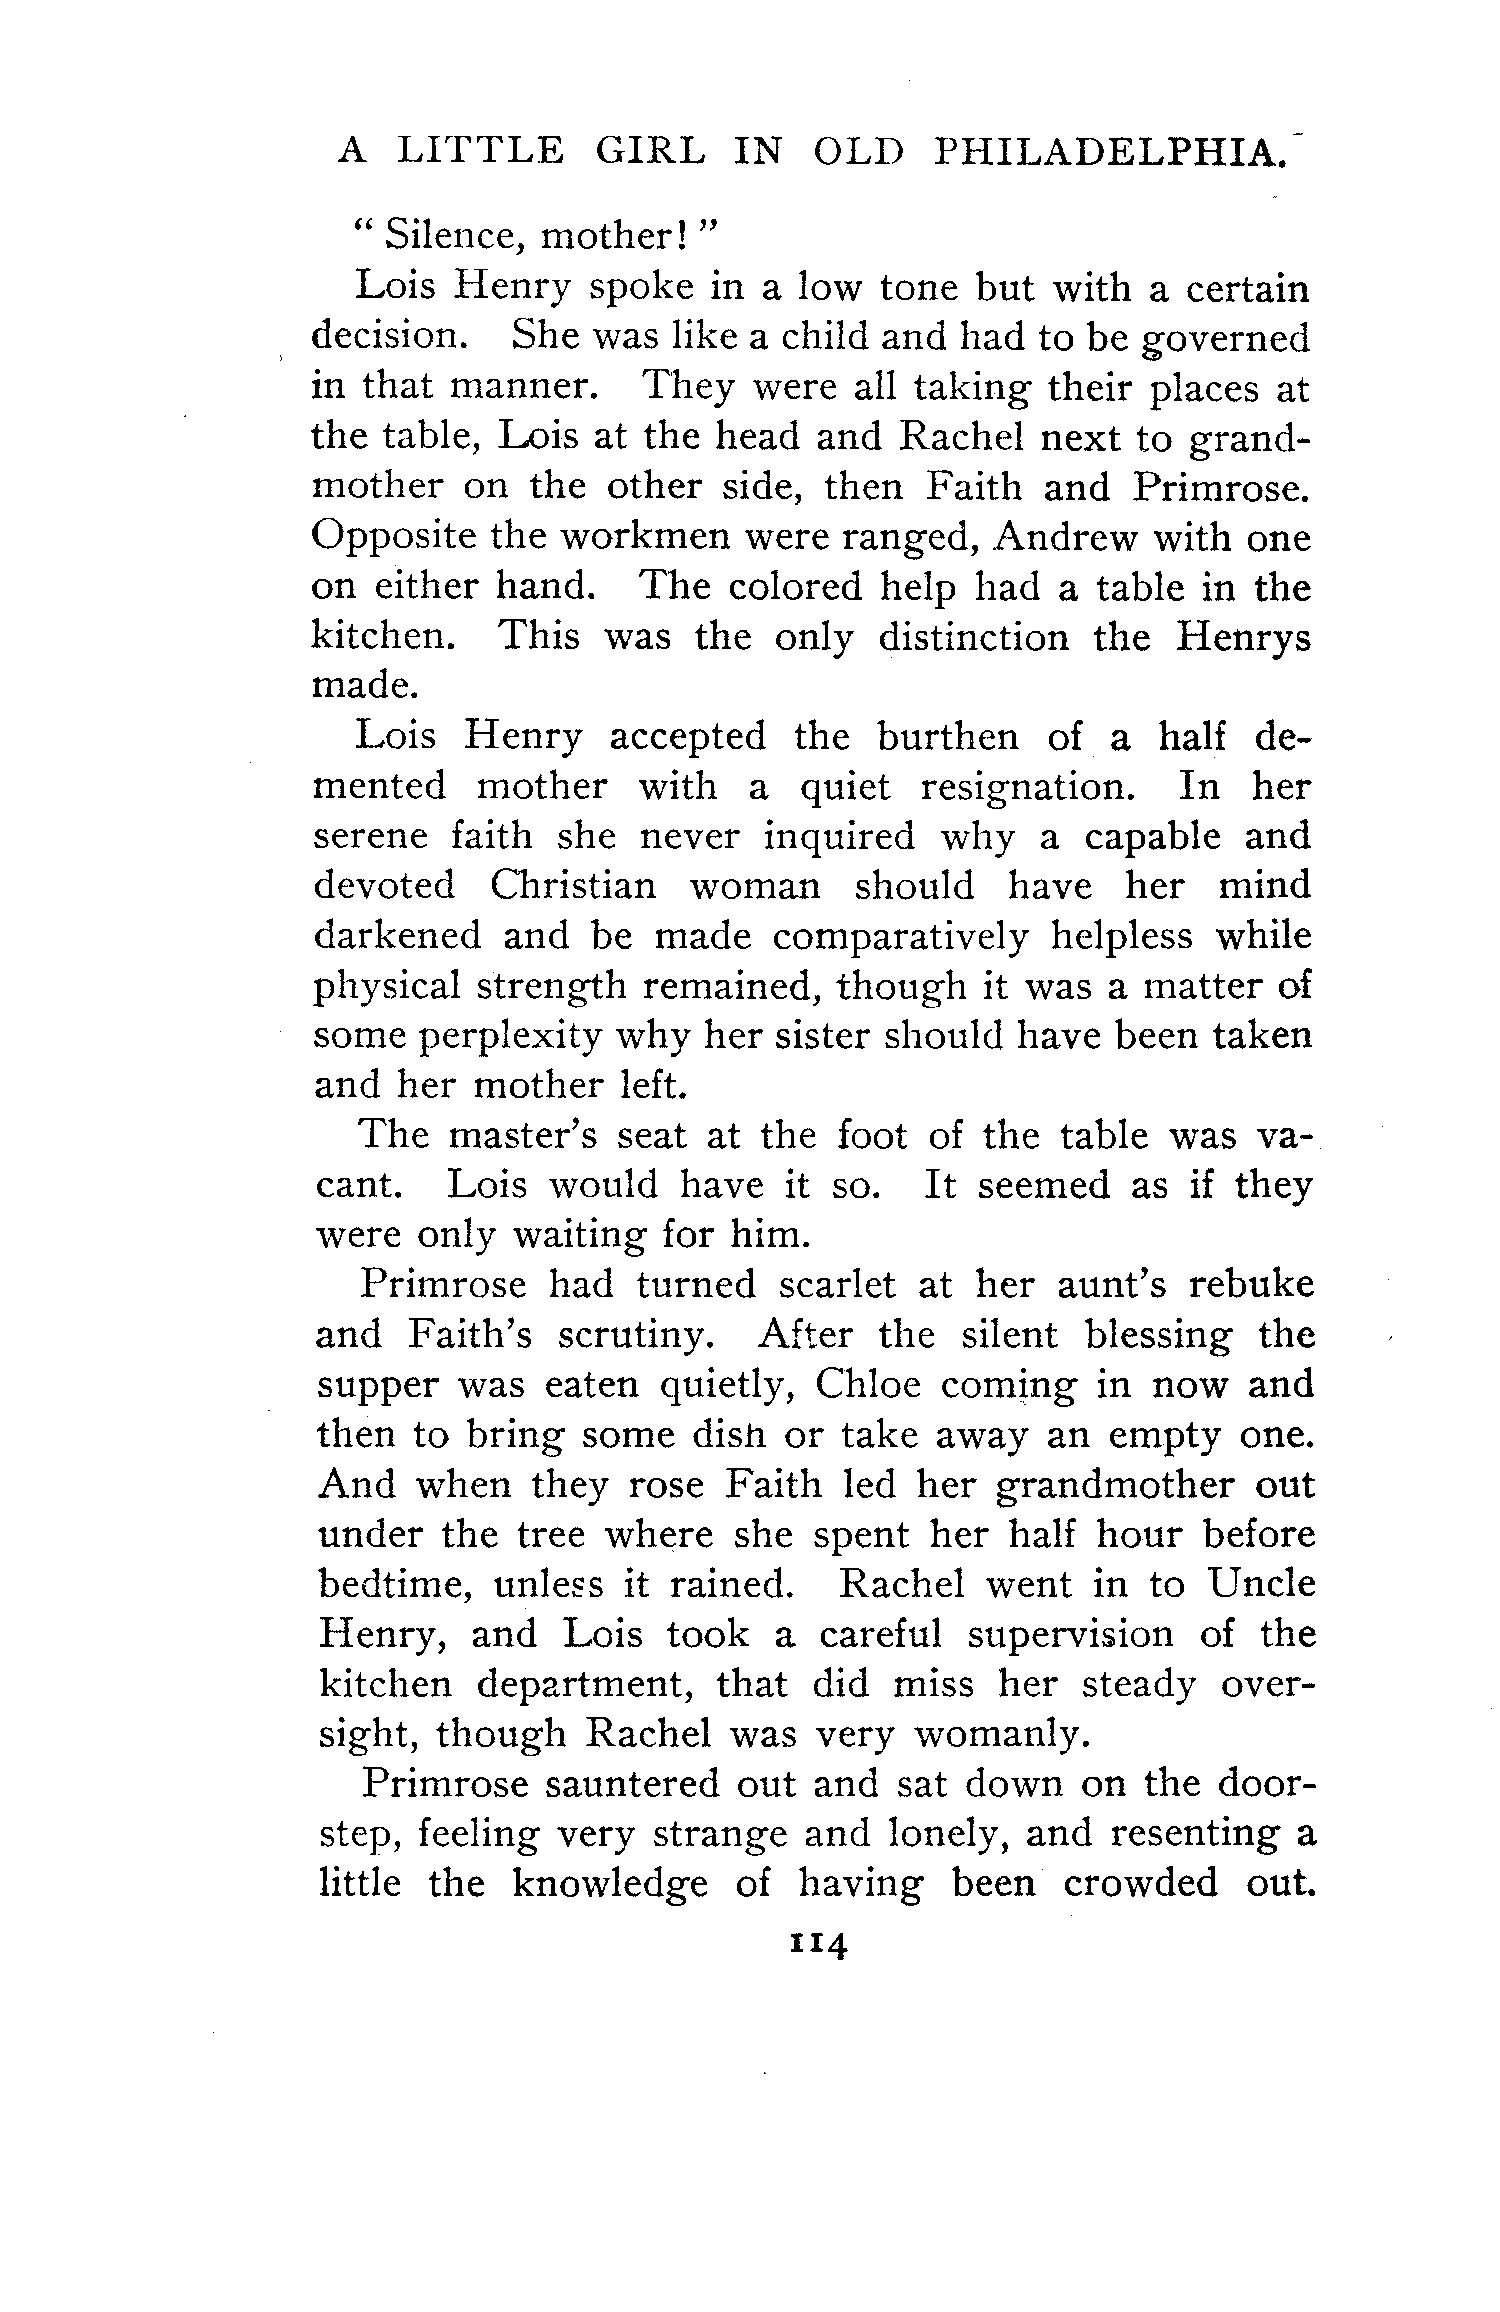 A LITTLE GIRL IN OLD PHILADELPHIA.
“ Silence, mother! ”
Lois Henry spoke in a low tone but with a certain
decision. She was like a child and had to be governed
in that manner. They were all taking their places at
the table, Lois at the head and Rachel next to grand-
mother on the other side, then Faith and Primrose.
Opposite the workmen were ranged, Andrew with one
on either hand. The colored help had a table in the
kitchen. This was the only distinction the Henrys
made.
Lois Henry accepted the burthen of a half de-
mented mother with a quiet resignation. In her
serene faith she never inquired why a capable and
devoted Christian woman should have her mind
darkened and be made comparatively helpless while
physical strength remained, though it was a matter of
some perplexity why her sister should have been taken
and her mother left.
The master’s seat at the foot of the table was va-
cant. Lois would have it so. It seemed as if they
were only waiting for him.
Primrose had turned scarlet at her aunt’s rebuke
and Faith’s scrutiny. After the silent blessing the
supper was eaten quietly, Chloe coming in now and
then to bring some dish or take away an empty one.
And when they rose Faith led her grandmother out
under the tree where she spent her half hour before
bedtime, unless it rained. Rachel went in to Uncle
Henry, and Lois took a careful supervision of the
kitchen department, that did miss her steady over-
sight, though Rachel was very womanly.
Primrose sauntered out and sat down on the door-
step, feeling very strange and lonely, and resenting a
little the knowledge of having been crowded out.
114